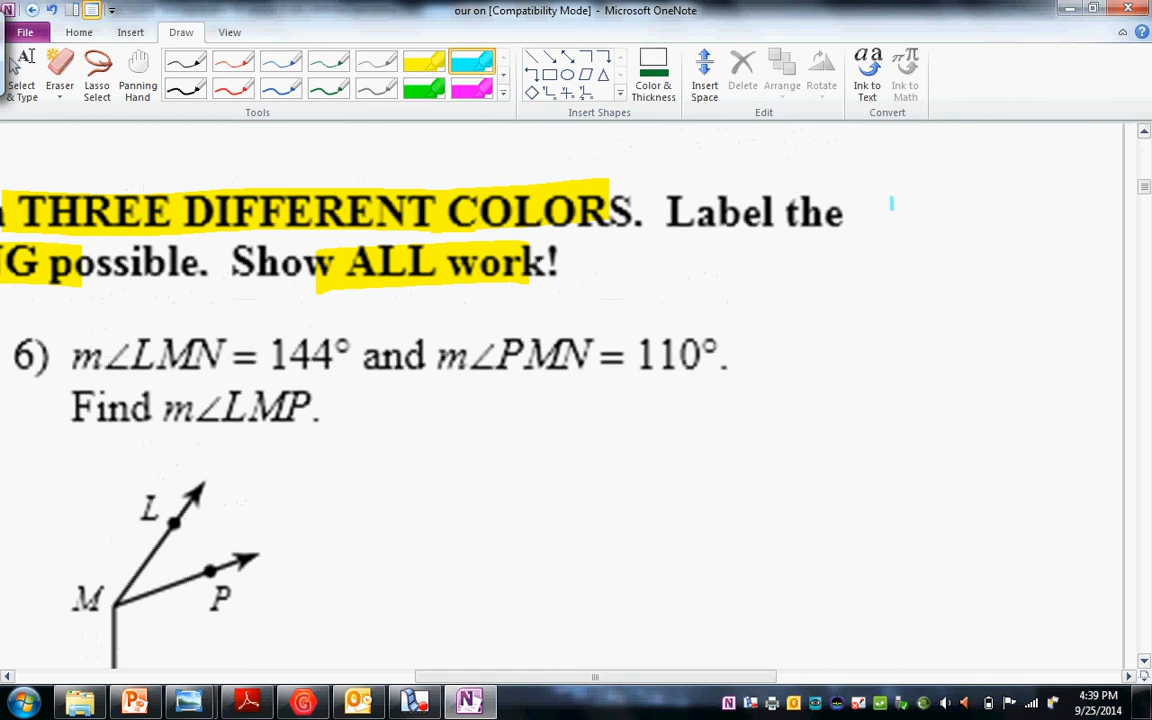 our on [Compatibility Mode] - Microsoft OneNote
File Home Insert Draw View
Select & Type
Eraser
Lasso Select
Panning Hand
Color & Thickness
Insert Space
Delete
Arrange
Rotate
Ink to Text
Ink to Math
Tools
Insert Shapes
Edit
Convert
THREE DIFFERENT COLORS. Label the
NG possible. Show ALL work!
6) m∠LMN = 144° and m∠PMN = 110°.
Find m∠LMP.
L
M
P
4:39 PM
9/25/2014